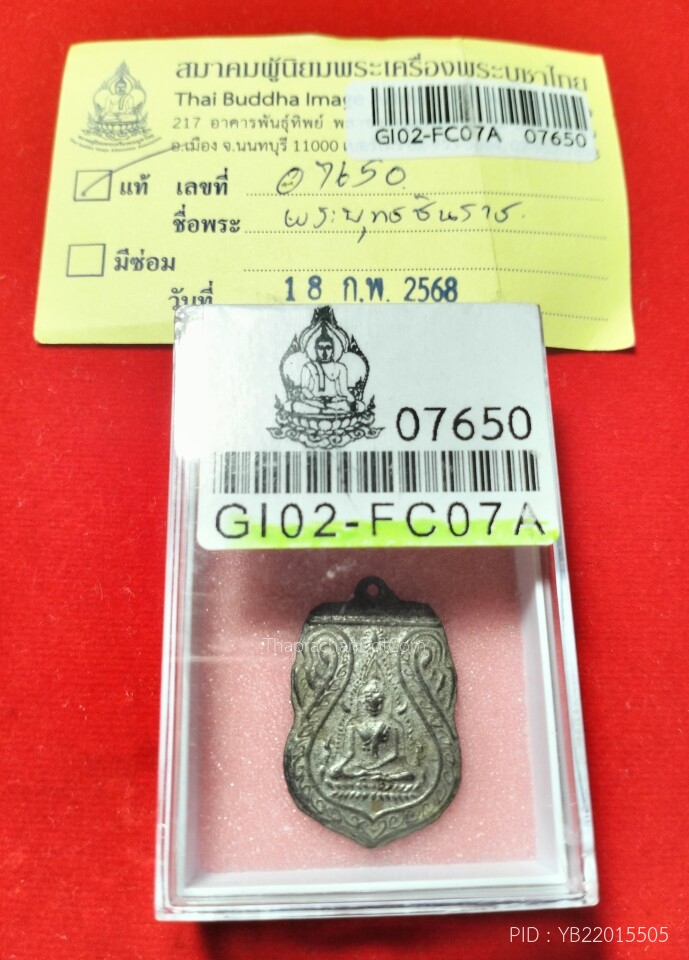 สมาคมผู้นิยมพระเครื่องพระบูชาไทย
Thai Buddha Image
217 อาคารพันธุ์ทิพย์
อ.เมือง จ.นนทบุรี 11000
GI02-FC07A 07650
แท้ เลขที่ 07650
ชื่อพระ พระพุทธชินราช
มีซ่อม
วันที่ 18 ก.พ. 2568
07650
GI02-FC07A
Thaprachan.com
PID : YB22015505